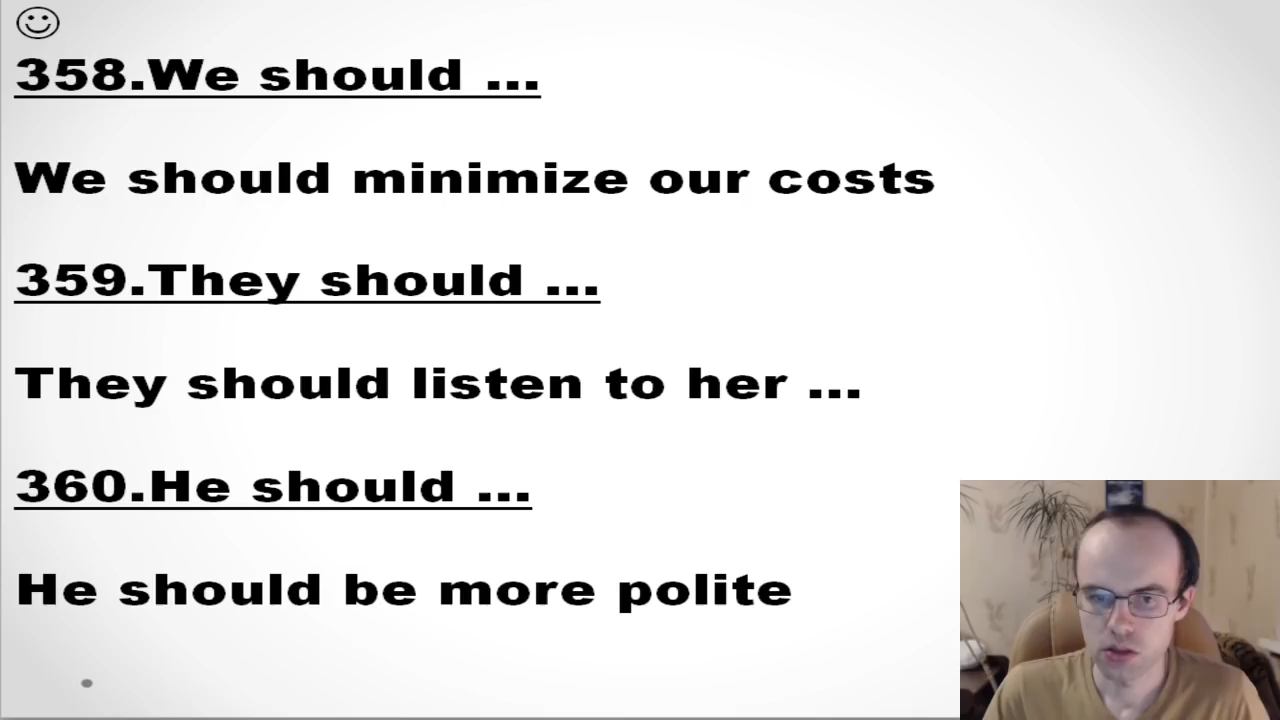 358.We should ...
We should minimize our costs
359.They should ...
They should listen to her ...
360.He should ...
He should be more polite